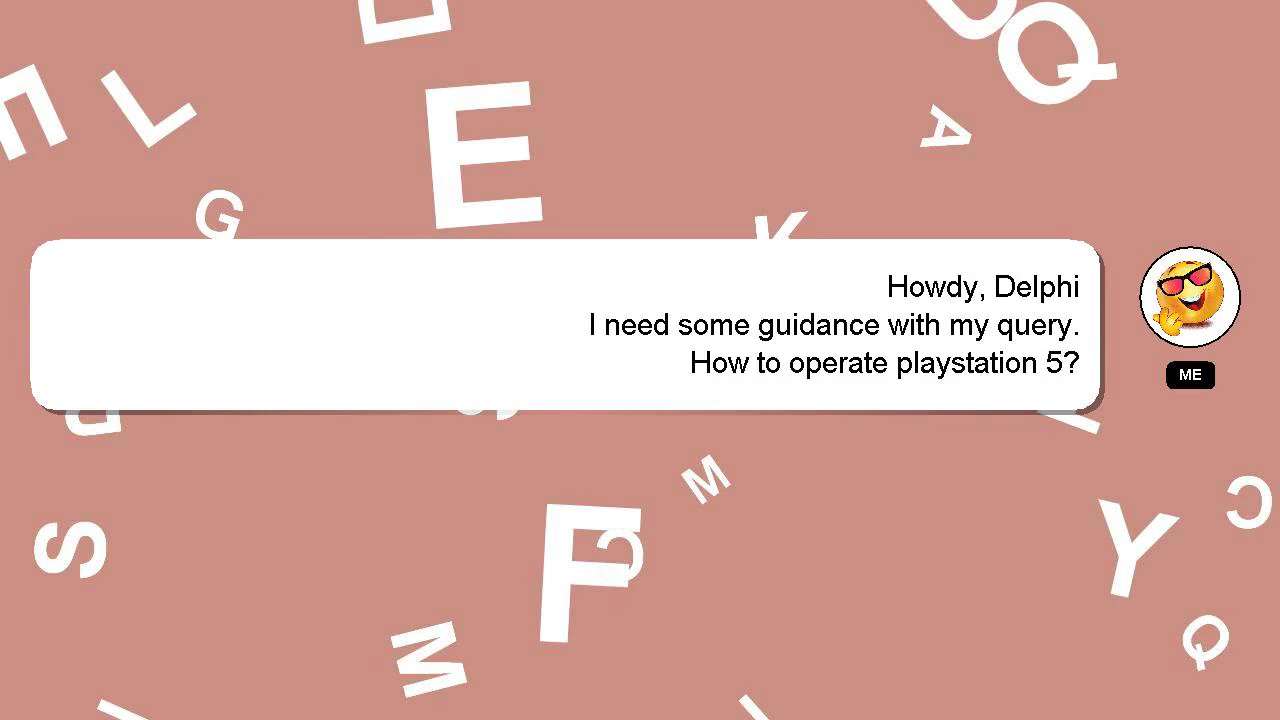 E
L
E
Q
A
G
K
Howdy, Delphi
I need some guidance with my query.
How to operate playstation 5?
ME
M
S
F
C
Y
C
M
Q